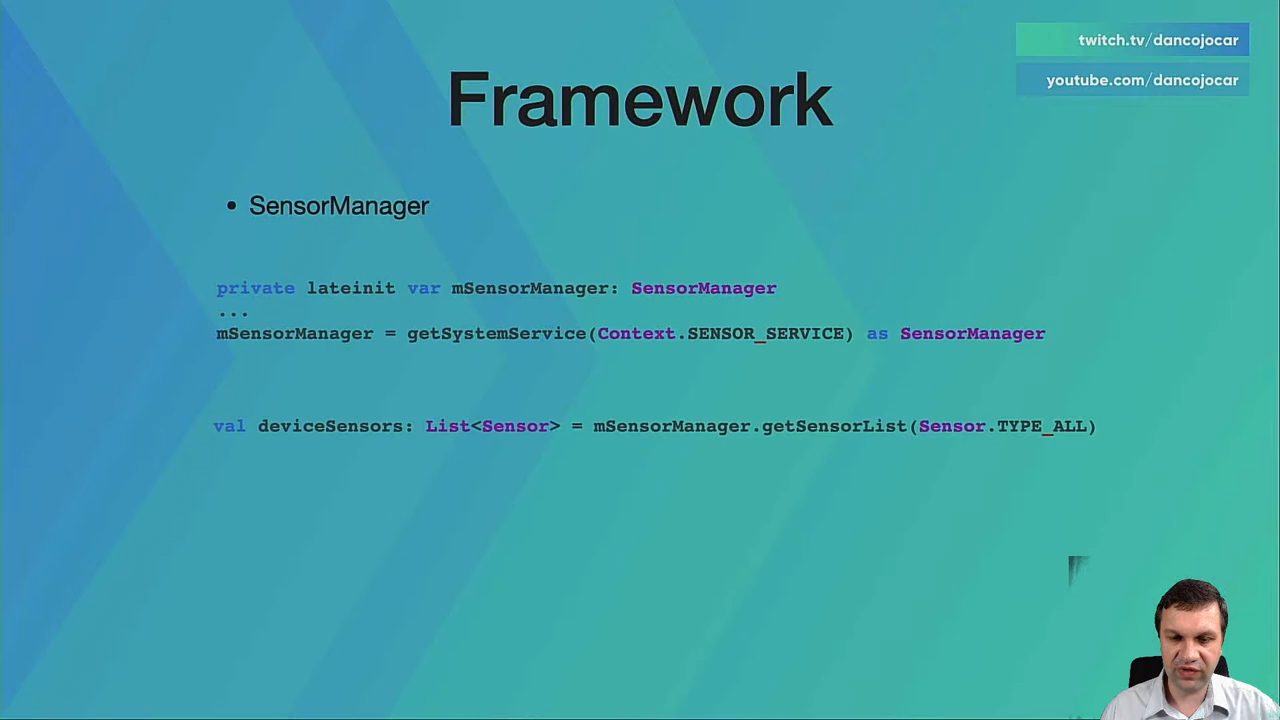 twitch.tv/dancojocar
youtube.com/dancojocar
Framework
• SensorManager
private lateinit var mSensorManager: SensorManager
...
mSensorManager = getSystemService(Context.SENSOR_SERVICE) as SensorManager
val deviceSensors: List<Sensor> = mSensorManager.getSensorList(Sensor.TYPE_ALL)